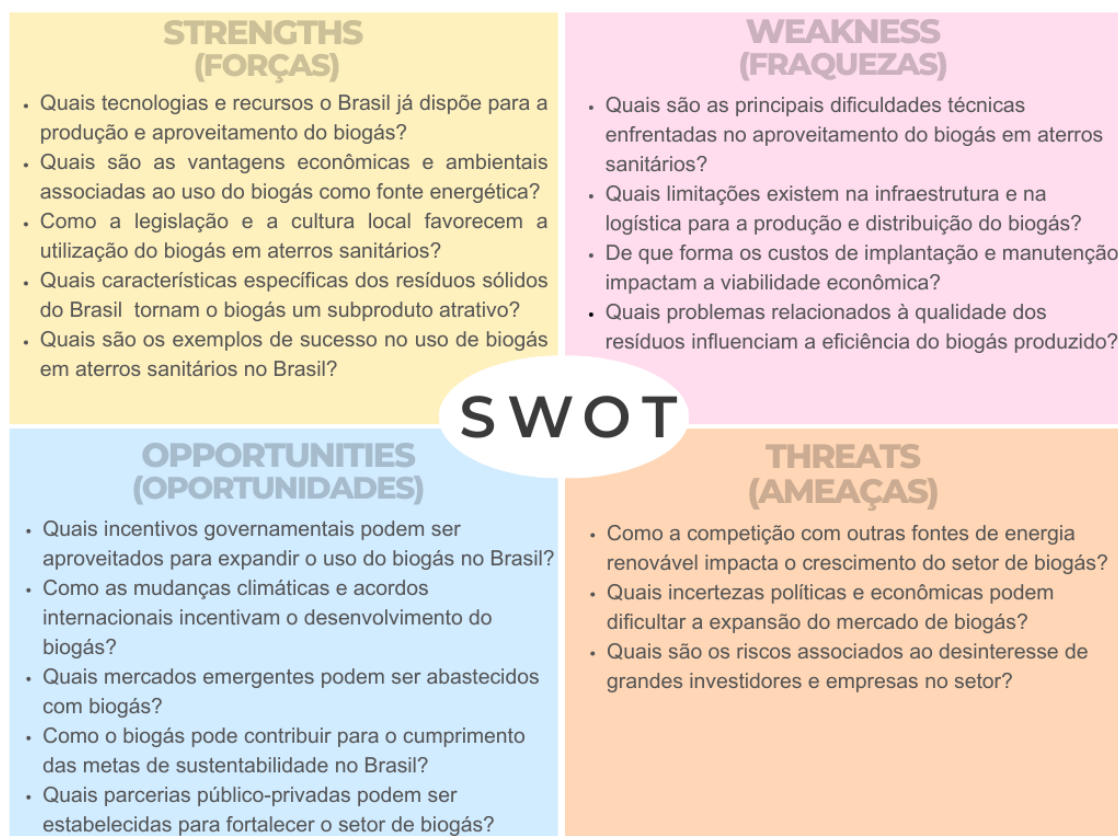 STRENGTHS
(FORÇAS)
• Quais tecnologias e recursos o Brasil já dispõe para a
produção e aproveitamento do biogás?
• Quais são as vantagens econômicas e ambientais
associadas ao uso do biogás como fonte energética?
• Como a legislação e a cultura local favorecem a
utilização do biogás em aterros sanitários?
• Quais características específicas dos resíduos sólidos
do Brasil tornam o biogás um subproduto atrativo?
• Quais são os exemplos de sucesso no uso de biogás
em aterros sanitários no Brasil?
WEAKNESS
(FRAQUEZAS)
• Quais são as principais dificuldades técnicas
enfrentadas no aproveitamento do biogás em aterros
sanitários?
• Quais limitações existem na infraestrutura e na
logística para a produção e distribuição do biogás?
• De que forma os custos de implantação e manutenção
impactam a viabilidade econômica?
• Quais problemas relacionados à qualidade dos
resíduos influenciam a eficiência do biogás produzido?
SWOT
OPPORTUNITIES
(OPORTUNIDADES)
• Quais incentivos governamentais podem ser
aproveitados para expandir o uso do biogás no Brasil?
• Como as mudanças climáticas e acordos
internacionais incentivam o desenvolvimento do
biogás?
• Quais mercados emergentes podem ser abastecidos
com biogás?
• Como o biogás pode contribuir para o cumprimento
das metas de sustentabilidade no Brasil?
• Quais parcerias público-privadas podem ser
estabelecidas para fortalecer o setor de biogás?
THREATS
(AMEAÇAS)
• Como a competição com outras fontes de energia
renovável impacta o crescimento do setor de biogás?
• Quais incertezas políticas e econômicas podem
dificultar a expansão do mercado de biogás?
• Quais são os riscos associados ao desinteresse de
grandes investidores e empresas no setor?